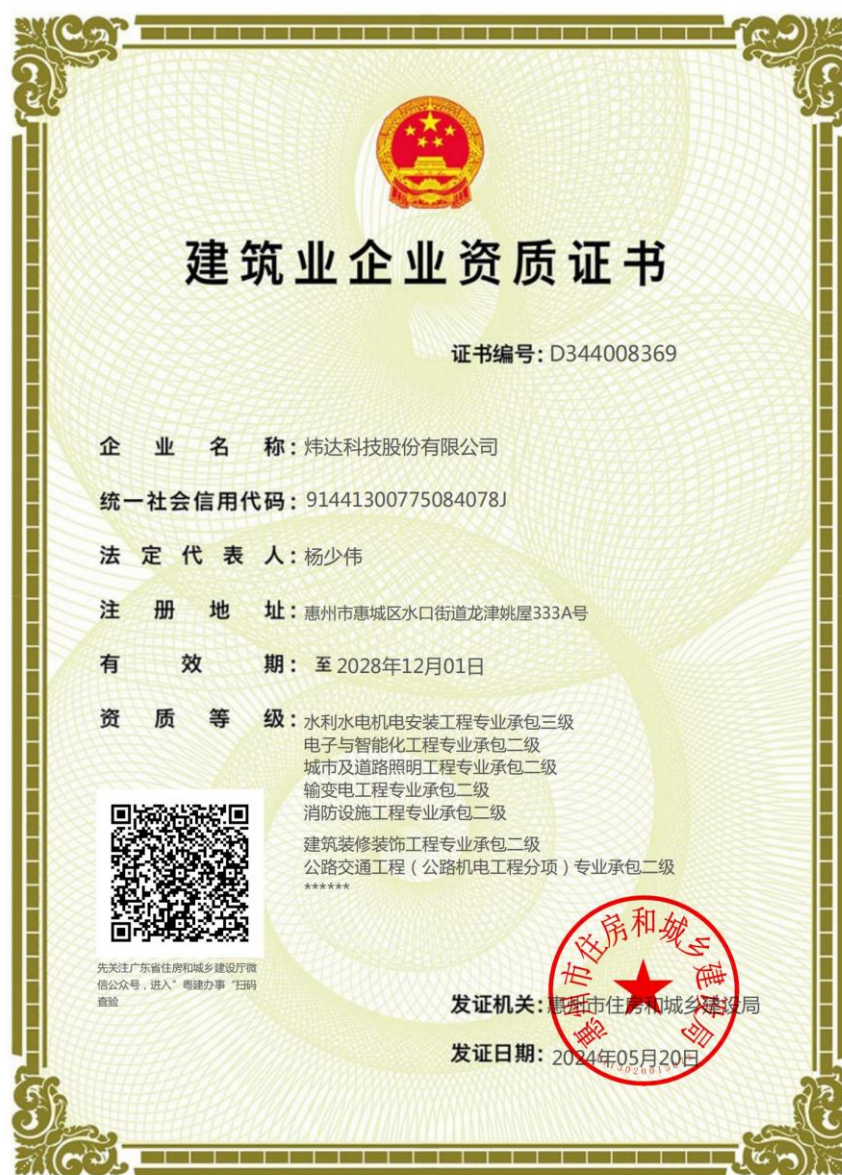 建筑业企业资质证书
证书编号: D344008369
企业名称: 炜达科技股份有限公司
统一社会信用代码: 91441300775084078J
法定代表人: 杨少伟
注册地址: 惠州市惠城区水口街道龙津姚屋333A号
有效期: 至 2028年12月01日
资质等级: 水利水电机电安装工程专业承包三级
电子与智能化工程专业承包二级
城市及道路照明工程专业承包二级
输变电工程专业承包二级
消防设施工程专业承包二级
建筑装修装饰工程专业承包二级
公路交通工程（公路机电工程分项）专业承包二级
******
先关注广东省住房和城乡建设厅微
信公众号，进入”粤建办事“扫码
查验
惠州市住房和城乡建设局
发证机关: 惠州市住房和城乡建设局
发证日期: 2024年05月20日